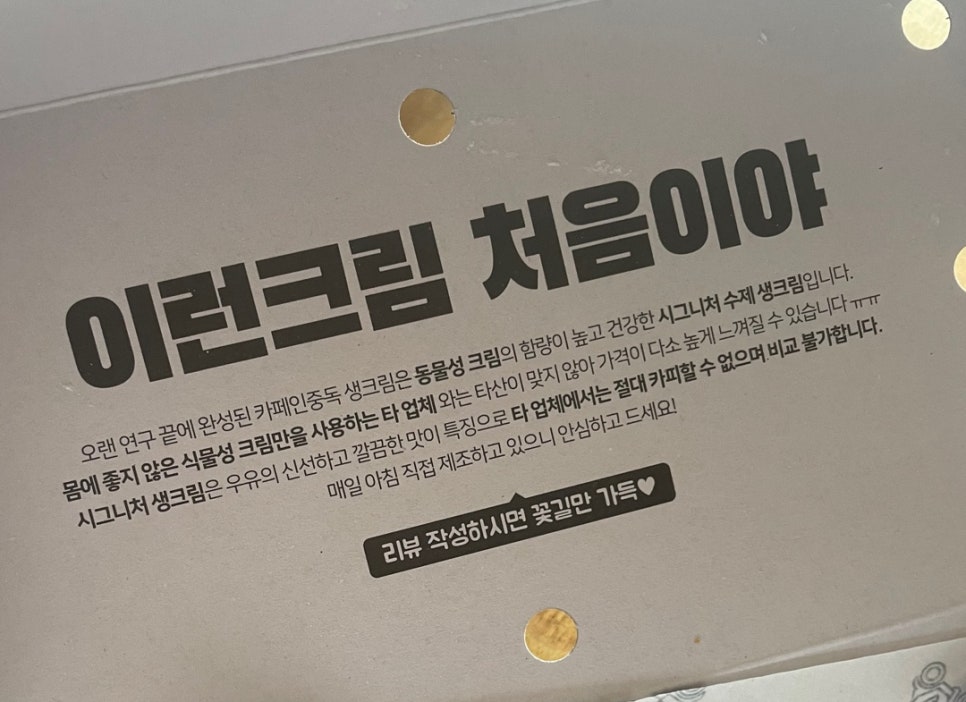 이런크림 처음이야
오랜 연구 끝에 완성된 카페인중독 생크림은 동물성 크림의 함량이 높고 건강한 시그니처 수제 생크림입니다.
몸에 좋지 않은 식물성 크림만을 사용하는 타 업체 와는 타산이 맞지 않아 가격이 다소 높게 느껴질 수 있습니다 ㅠㅠ
시그니처 생크림은 우유의 신선하고 깔끔한 맛이 특징으로 타 업체에서는 절대 카피할 수 없으며 비교 불가합니다.
매일 아침 직접 제조하고 있으니 안심하고 드세요!
리뷰 작성하시면 꽃길만 가득♥